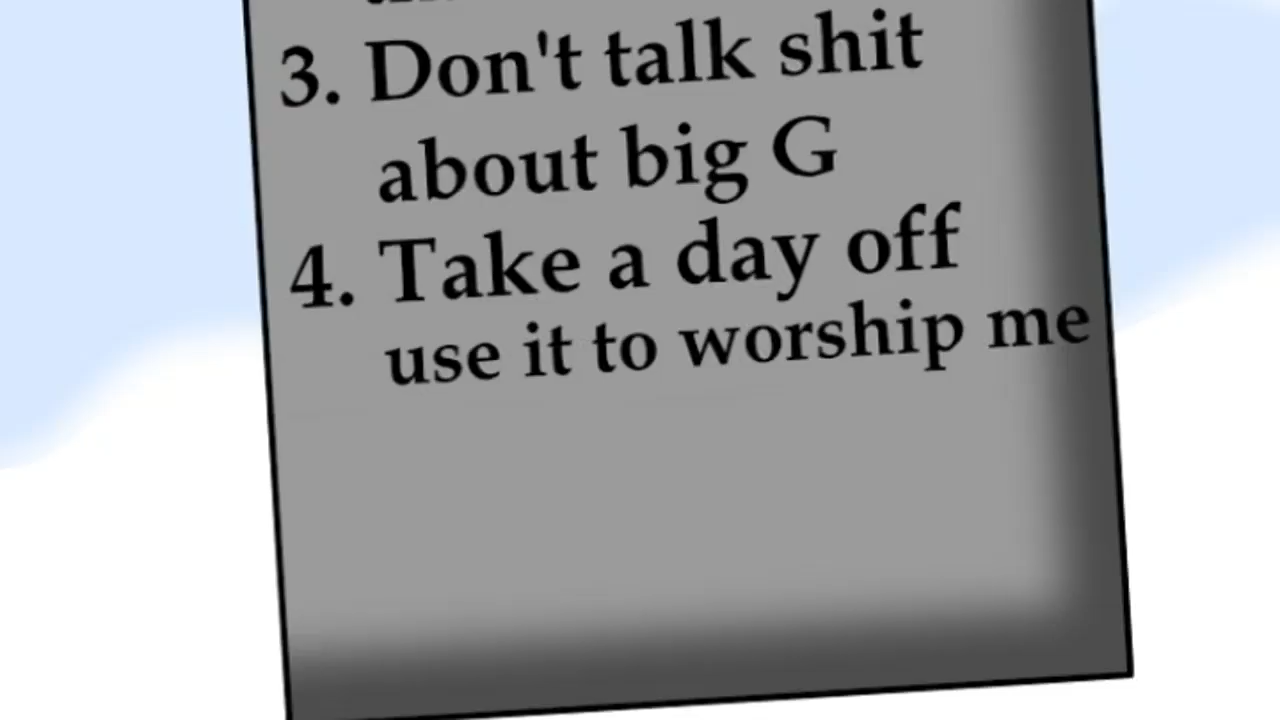 3. Don't talk shit
about big G
4. Take a day off
use it to worship me